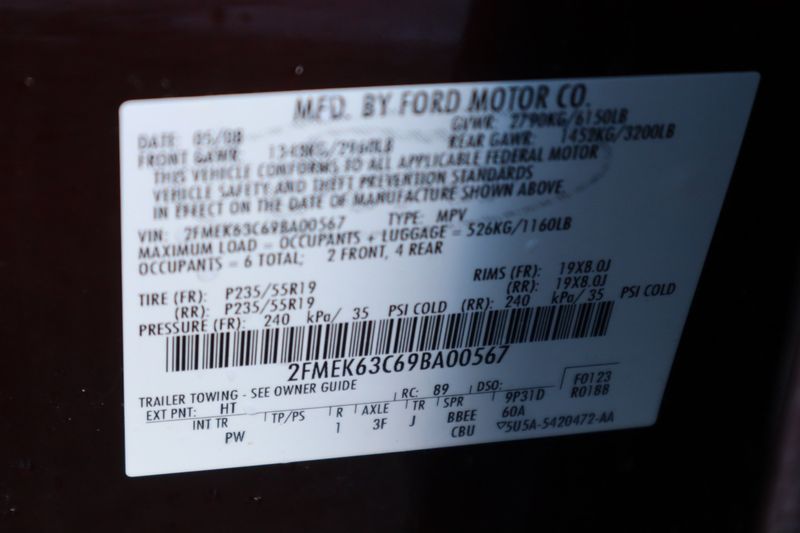 MFD. BY FORD MOTOR CO.
DATE: 05/08 GVWR: 2790KG/6150LB
FRONT GAWR: 1343KG/2960LB REAR GAWR: 1452KG/3200LB
THIS VEHICLE CONFORMS TO ALL APPLICABLE FEDERAL MOTOR
VEHICLE SAFETY AND THEFT PREVENTION STANDARDS
IN EFFECT ON THE DATE OF MANUFACTURE SHOWN ABOVE.
VIN: 2FMEK63C69BA00567 TYPE: MPV
MAXIMUM LOAD = OCCUPANTS + LUGGAGE = 526KG/1160LB
OCCUPANTS = 6 TOTAL; 2 FRONT, 4 REAR
TIRE (FR): P235/55R19 RIMS (FR): 19X8.0J
(RR): P235/55R19 (RR): 19X8.0J
PRESSURE (FR): 240 kPa/ 35 PSI COLD (RR): 240 kPa/ 35 PSI COLD
2FMEK63C69BA00567
TRAILER TOWING - SEE OWNER GUIDE
EXT PNT: HT RC: 89 DSO: F0123
INT TR TP/PS R AXLE TR SPR 9P31D R0188
PW 1 3F J BBEE 60A
CBU ▽5U5A-5420472-AA